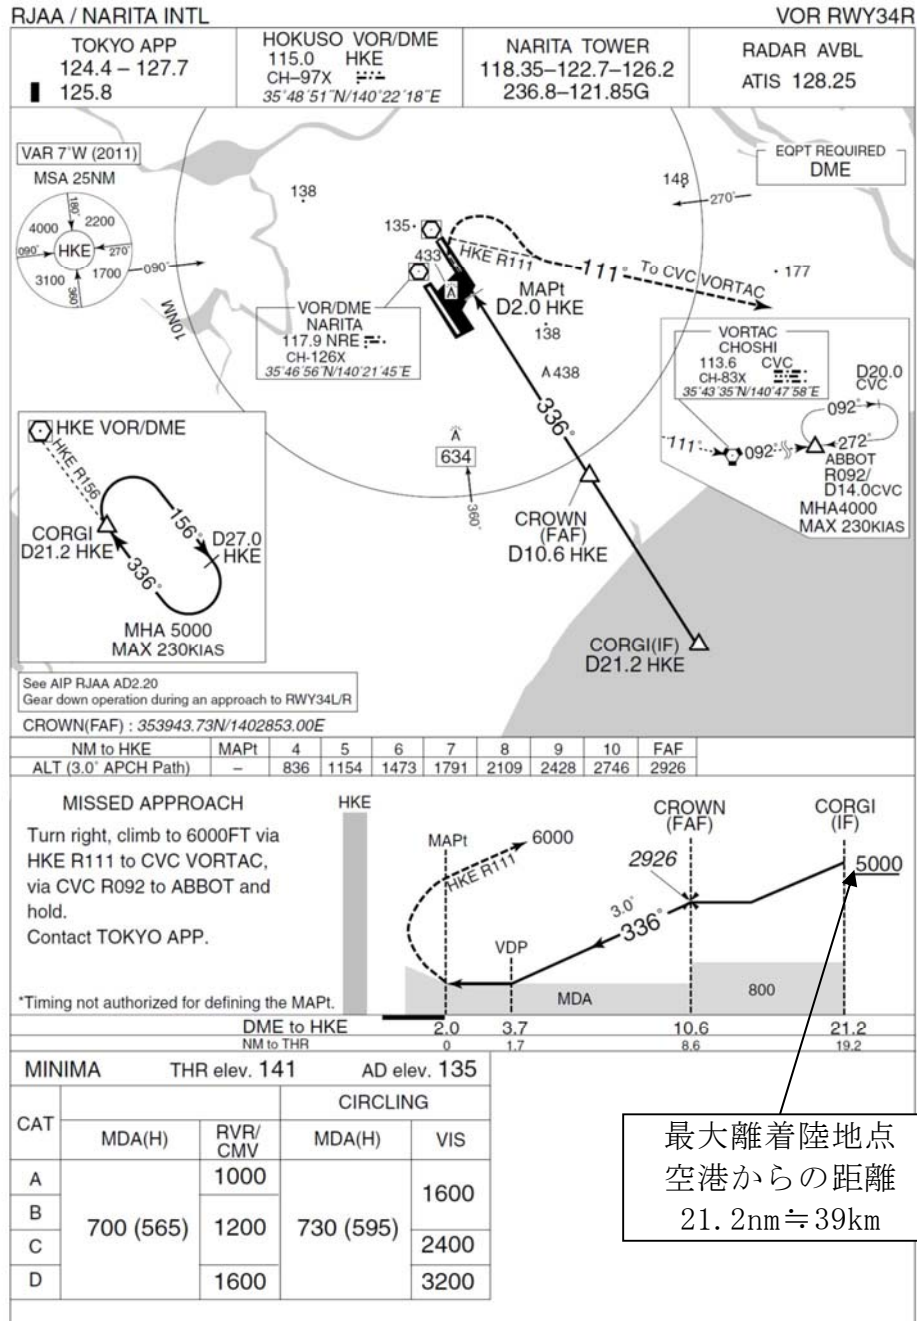 RJAA / NARITA INTL
VOR RWY34R
TOKYO APP
124.4 – 127.7
125.8
HOKUSO VOR/DME
115.0 HKE
CH–97X
35°48'51"N/140°22'18"E
NARITA TOWER
118.35–122.7–126.2
236.8–121.85G
RADAR AVBL
ATIS 128.25
VAR 7°W (2011)
MSA 25NM
180°
4000
2200
090°
HKE
270°
3100
1700
360°
090°
10NM
138
135
433
A
HKE R111
111°
To CVC VORTAC
148
270°
EQPT REQUIRED
DME
177
MAPt
D2.0 HKE
138
A 438
VOR/DME
NARITA
117.9 NRE
CH-126X
35°46'56"N/140°21'45"E
VORTAC
CHOSHI
113.6 CVC
CH-83X
35°43'35"N/140°47'58"E
D20.0
CVC
092°
111°
092°
272°
ABBOT
R092/
D14.0CVC
MHA4000
MAX 230KIAS
336°
634
360°
CROWN
(FAF)
D10.6 HKE
CORGI(IF)
D21.2 HKE
HKE VOR/DME
HKE R156
156°
D27.0
HKE
CORGI
D21.2 HKE
336°
MHA 5000
MAX 230KIAS
See AIP RJAA AD2.20
Gear down operation during an approach to RWY34L/R
CROWN(FAF) : 353943.73N/1402853.00E
NM to HKE MAPt 4 5 6 7 8 9 10 FAF
ALT (3.0° APCH Path) – 836 1154 1473 1791 2109 2428 2746 2926
MISSED APPROACH
Turn right, climb to 6000FT via
HKE R111 to CVC VORTAC,
via CVC R092 to ABBOT and
hold.
Contact TOKYO APP.
*Timing not authorized for defining the MAPt.
HKE
MAPt
6000
HKE R111
VDP
3.0°
336°
2926
CROWN
(FAF)
CORGI
(IF)
5000
MDA
800
DME to HKE 2.0 3.7 10.6 21.2
NM to THR 0 1.7 8.6 19.2
MINIMA THR elev. 141 AD elev. 135
CAT
CIRCLING
MDA(H) RVR/CMV MDA(H) VIS
A 1000
1600
B
700 (565) 1200 730 (595)
C 2400
D 1600 3200
最大離着陸地点
空港からの距離
21.2nm≒39km